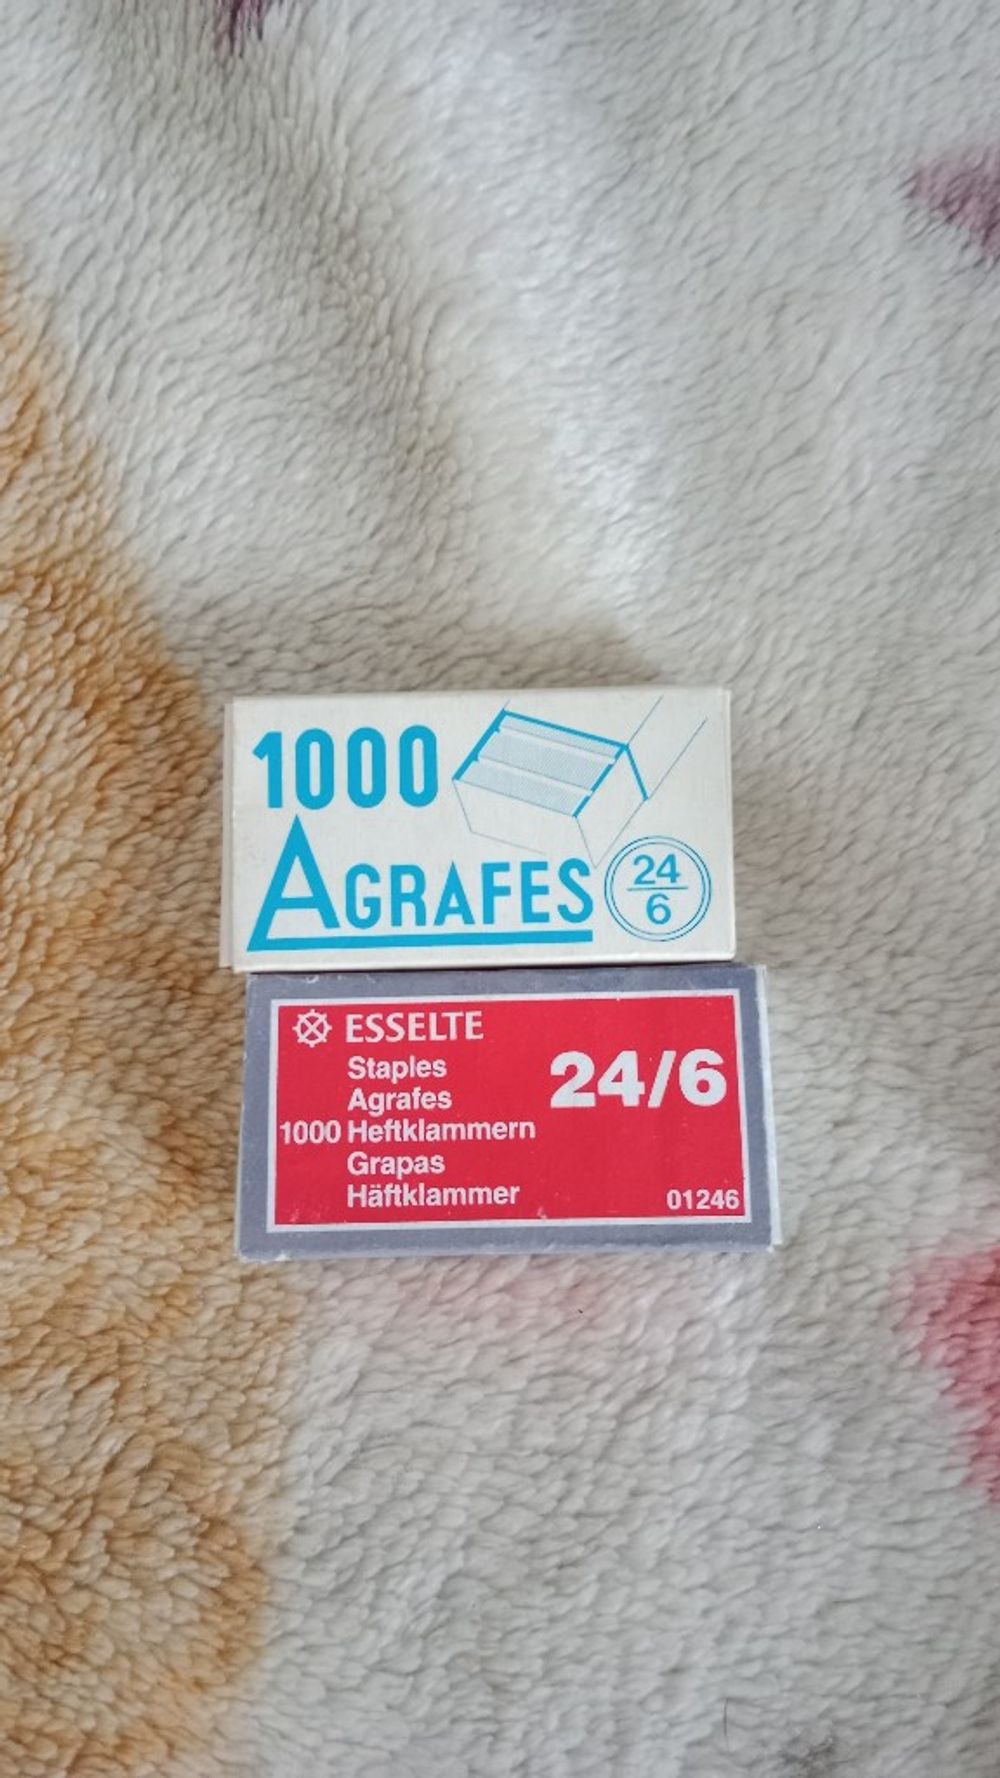 1000
AGRAFES
24
6
ESSELTE
Staples
Agrafes
24/6
1000 Heftklammern
Grapas
Häftklammer
01246